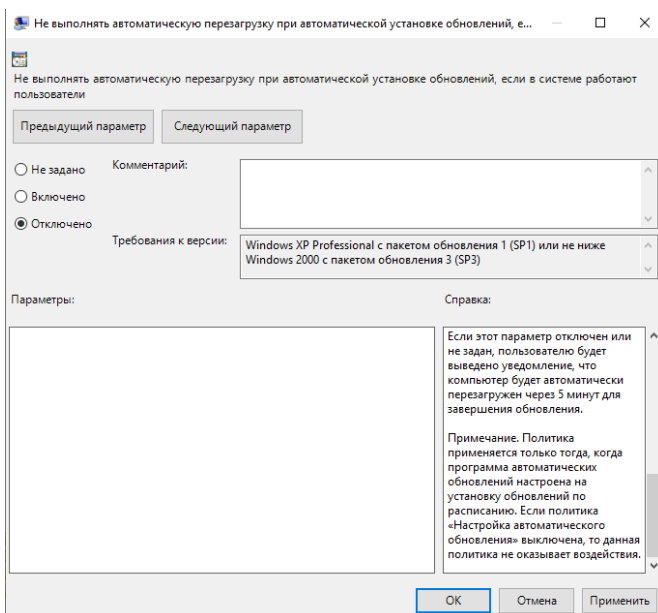 Не выполнять автоматическую перезагрузку при автоматической установке обновлений, е...
Не выполнять автоматическую перезагрузку при автоматической установке обновлений, если в системе работают
пользователи
Предыдущий параметр
Следующий параметр
Не задано
Включено
Отключено
Комментарий:
Требования к версии:
Windows XP Professional с пакетом обновления 1 (SP1) или не ниже
Windows 2000 с пакетом обновления 3 (SP3)
Параметры:
Справка:
Если этот параметр отключен или
не задан, пользователю будет
выведено уведомление, что
компьютер будет автоматически
перезагружен через 5 минут для
завершения обновления.
Примечание. Политика
применяется только тогда, когда
программа автоматических
обновлений настроена на
установку обновлений по
расписанию. Если политика
«Настройка автоматического
обновления» выключена, то данная
политика не оказывает воздействия.
ОК
Отмена
Применить